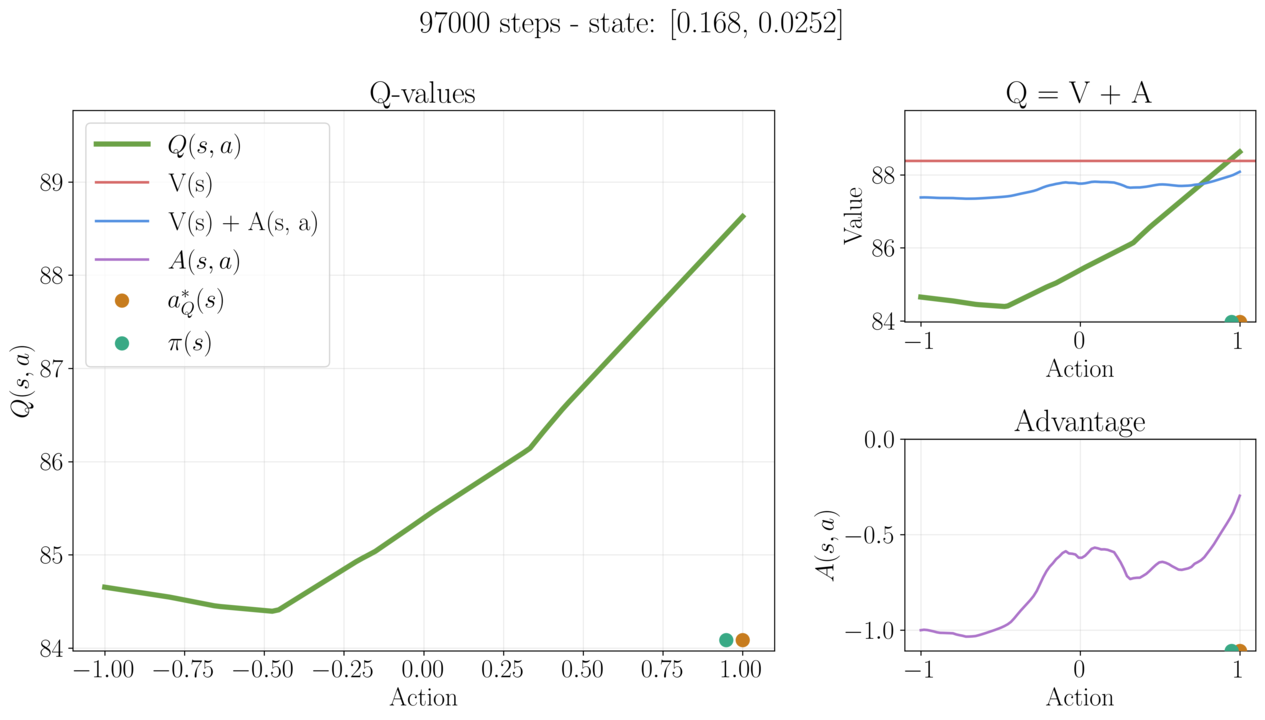 97000 steps - state: [0.168, 0.0252]
Q-values
Q(s, a)
V(s)
V(s) + A(s, a)
A(s, a)
a*Q(s)
π(s)
89
88
87
86
85
84
Q(s, a)
−1.00 −0.75 −0.50 −0.25 0.00 0.25 0.50 0.75 1.00
Action
Q = V + A
88
86
84
Value
−1 0 1
Action
Advantage
0.0
−0.5
−1.0
A(s, a)
−1 0 1
Action